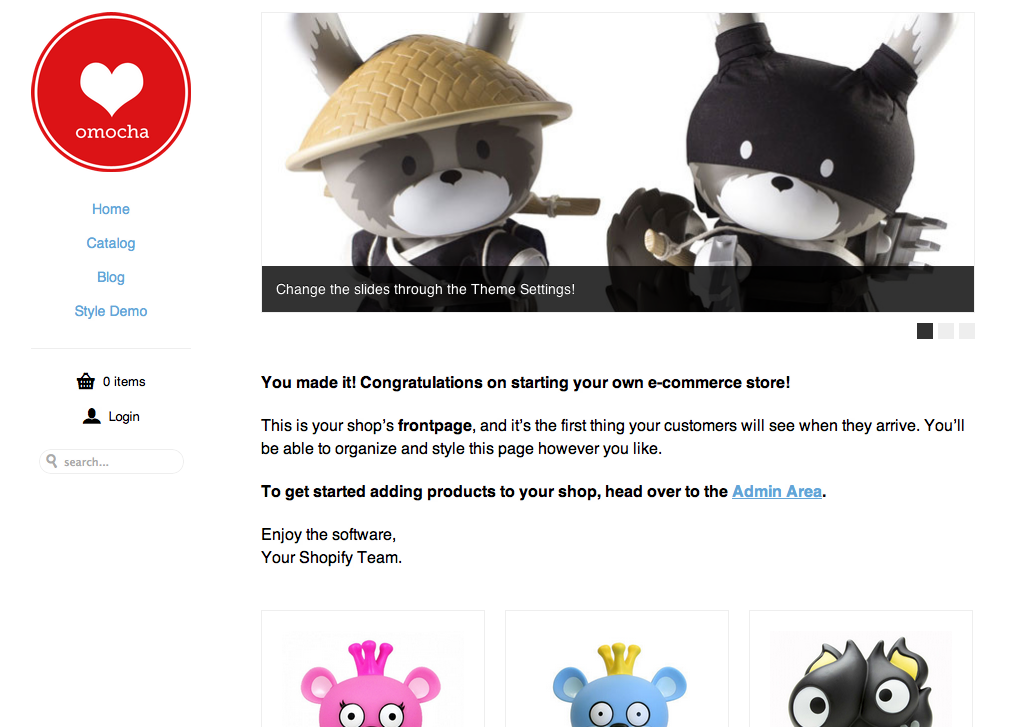 omocha
Home
Catalog
Blog
Style Demo
0 items
Login
search...
Change the slides through the Theme Settings!
You made it! Congratulations on starting your own e-commerce store!
This is your shop’s frontpage, and it’s the first thing your customers will see when they arrive. You’ll
be able to organize and style this page however you like.
To get started adding products to your shop, head over to the Admin Area.
Enjoy the software,
Your Shopify Team.